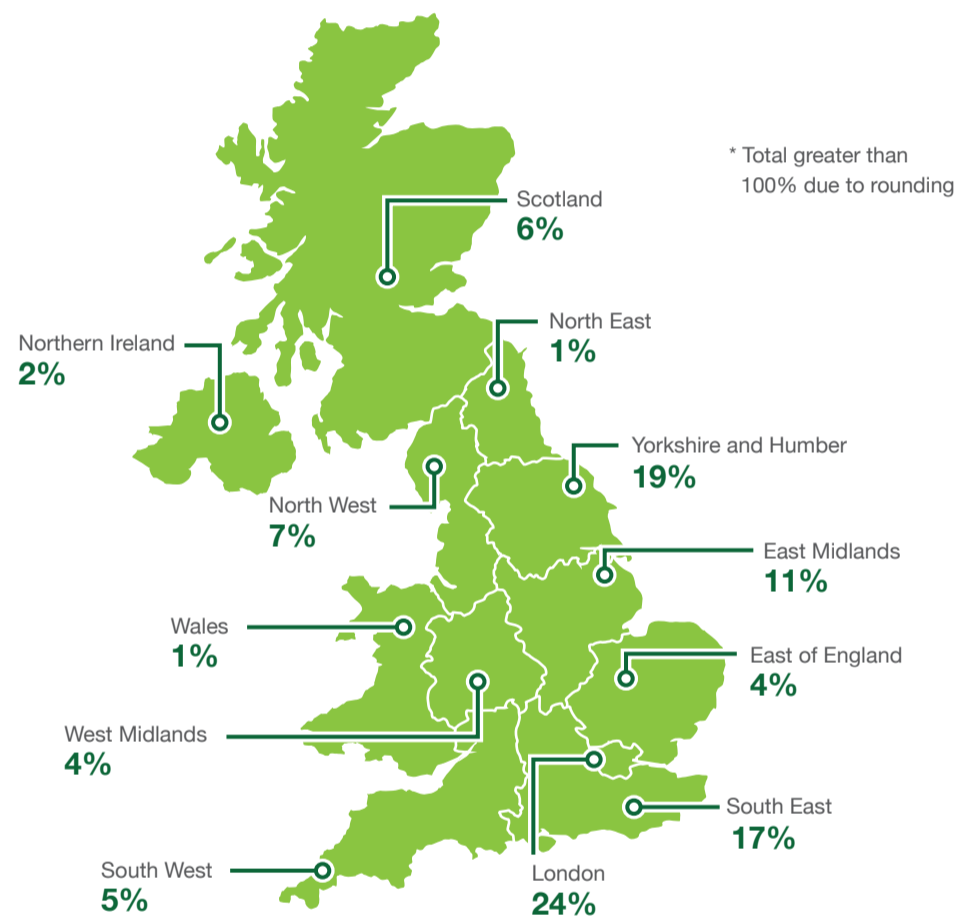 * Total greater than
100% due to rounding
Scotland
6%
North East
1%
Northern Ireland
2%
Yorkshire and Humber
19%
North West
7%
East Midlands
11%
Wales
1%
East of England
4%
West Midlands
4%
South East
17%
South West
5%
London
24%